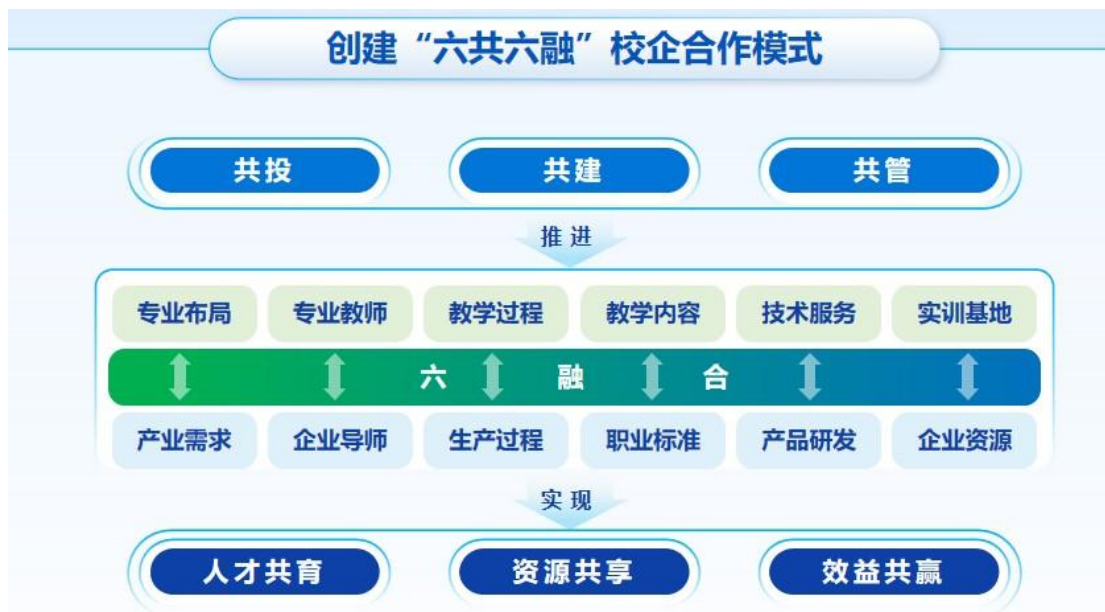 创建“六共六融”校企合作模式
共投 共建 共管
推进
专业布局 专业教师 教学过程 教学内容 技术服务 实训基地
六融合
产业需求 企业导师 生产过程 职业标准 产品研发 企业资源
实现
人才共育 资源共享 效益共赢